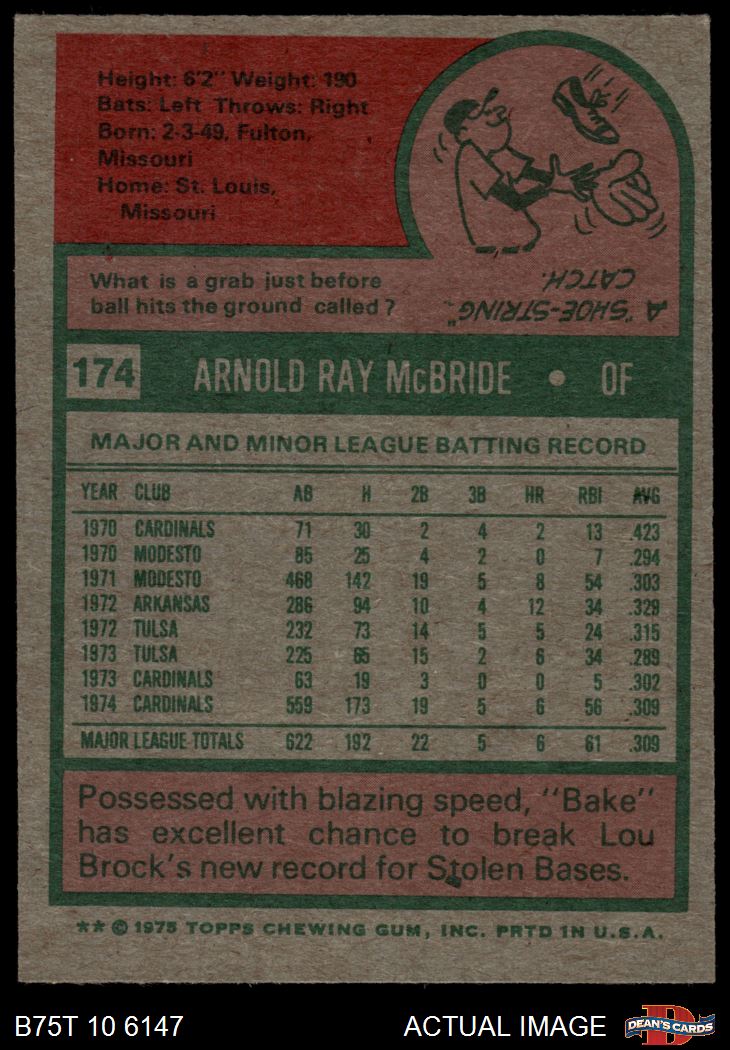 Height: 6'2" Weight: 190
Bats: Left Throws: Right
Born: 2-3-49, Fulton,
Missouri
Home: St. Louis,
Missouri
What is a grab just before
ball hits the ground called?
A "SHOE-STRING"
CATCH.
174 ARNOLD RAY McBRIDE • OF
MAJOR AND MINOR LEAGUE BATTING RECORD
YEAR CLUB AB H 2B 3B HR RBI AVG
1970 CARDINALS 71 30 2 4 2 13 .423
1970 MODESTO 85 25 4 2 0 7 .294
1971 MODESTO 468 142 19 5 8 54 .303
1972 ARKANSAS 286 94 10 4 12 34 .329
1972 TULSA 232 73 14 5 5 24 .315
1973 TULSA 225 65 15 2 6 34 .289
1973 CARDINALS 63 19 3 0 0 5 .302
1974 CARDINALS 559 173 19 5 6 56 .309
MAJOR LEAGUE TOTALS 622 192 22 5 6 61 .309
Possessed with blazing speed, "Bake"
has excellent chance to break Lou
Brock's new record for Stolen Bases.
** © 1975 TOPPS CHEWING GUM, INC. PRTD IN U.S.A.
B75T 10 6147 ACTUAL IMAGE
D
DEAN'S CARDS